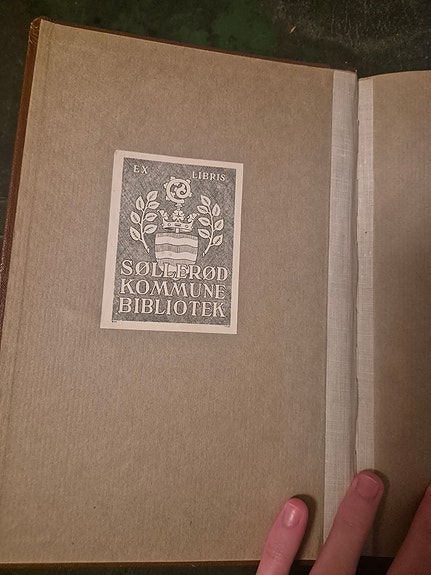 EX LIBRIS
SØLLERØD
KOMMUNE
BIBLIOTEK